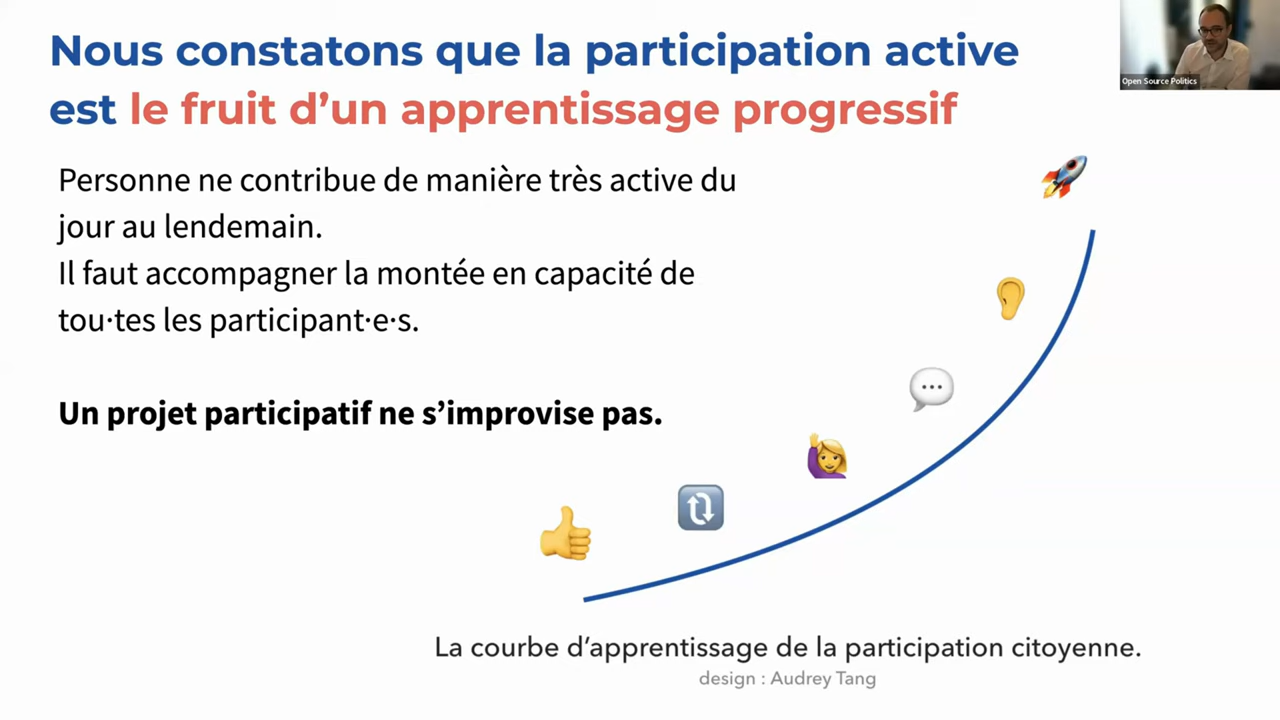 Nous constatons que la participation active
est le fruit d’un apprentissage progressif
Open Source Politics
Personne ne contribue de manière très active du
jour au lendemain.
Il faut accompagner la montée en capacité de
tou·tes les participant·e·s.
Un projet participatif ne s’improvise pas.
La courbe d’apprentissage de la participation citoyenne.
design : Audrey Tang